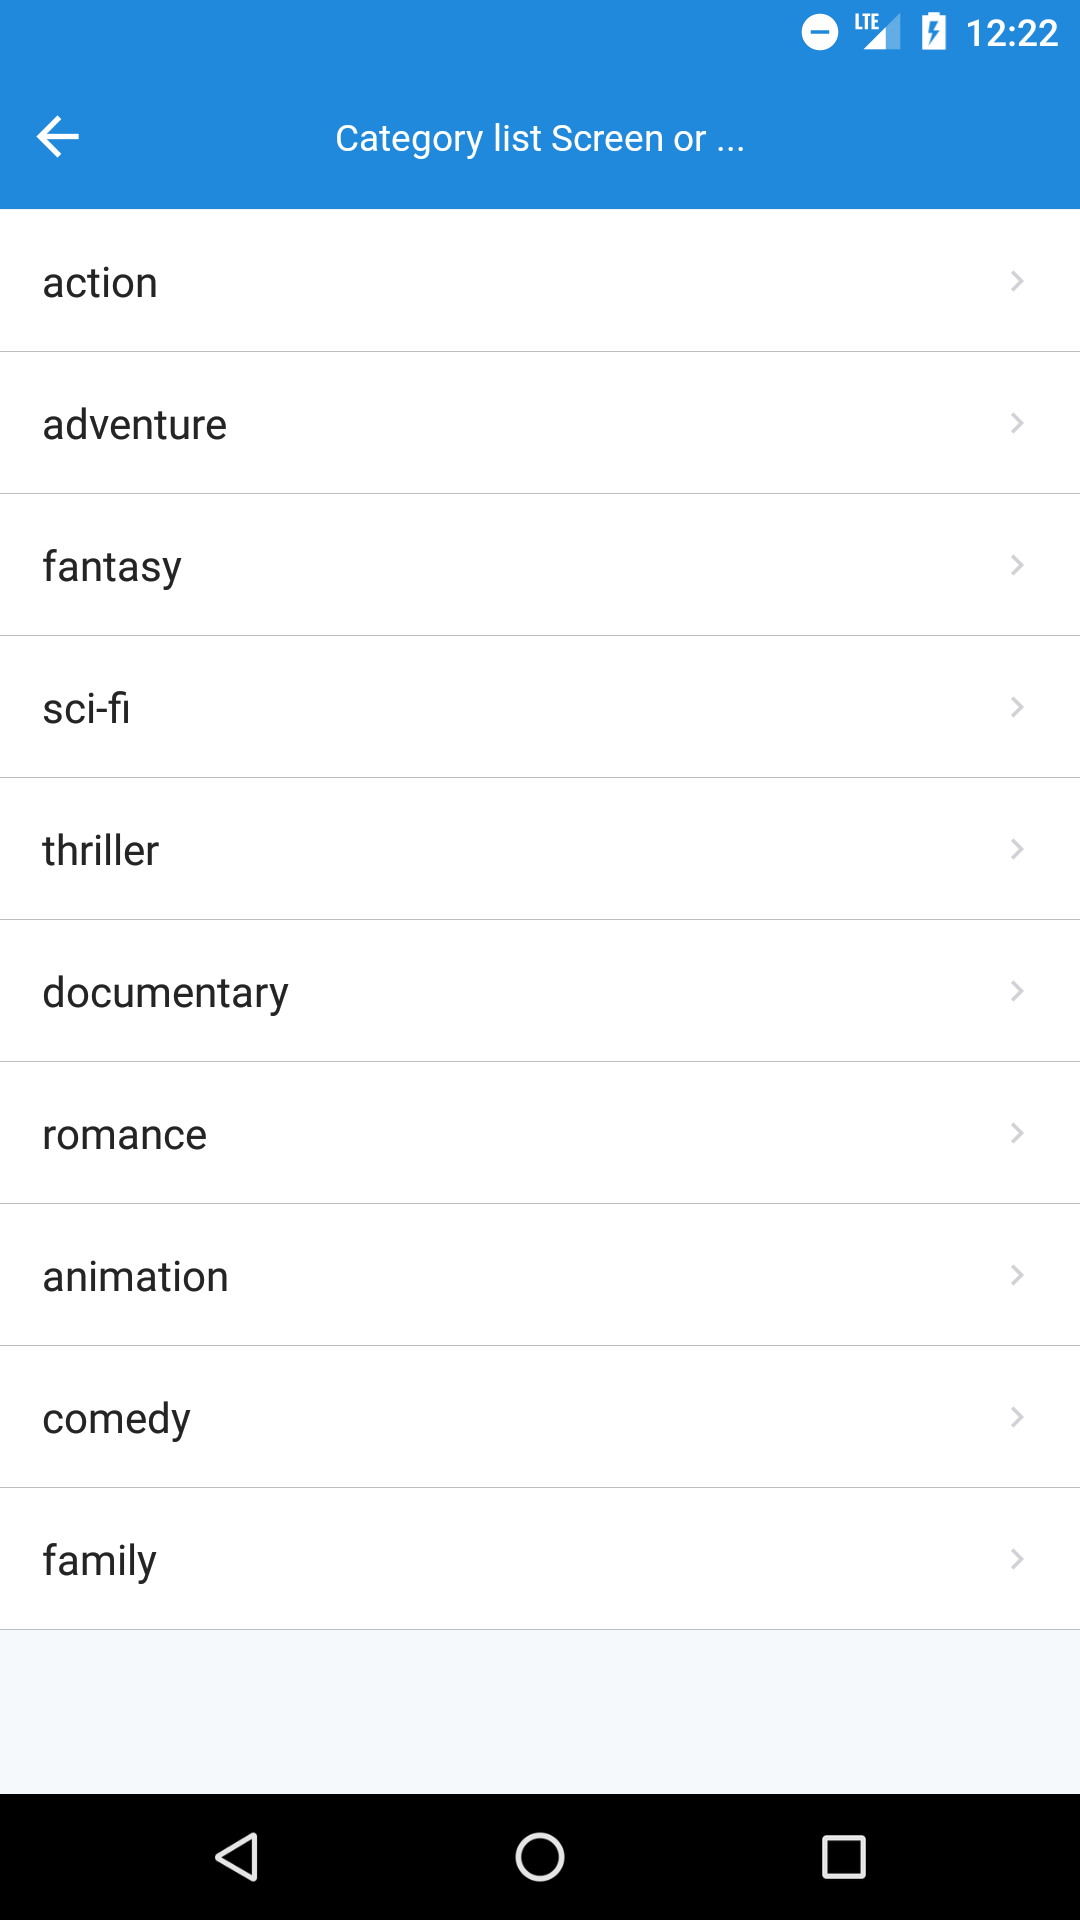 LTE 12:22
Category list Screen or ...
action
adventure
fantasy
sci-fi
thriller
documentary
romance
animation
comedy
family